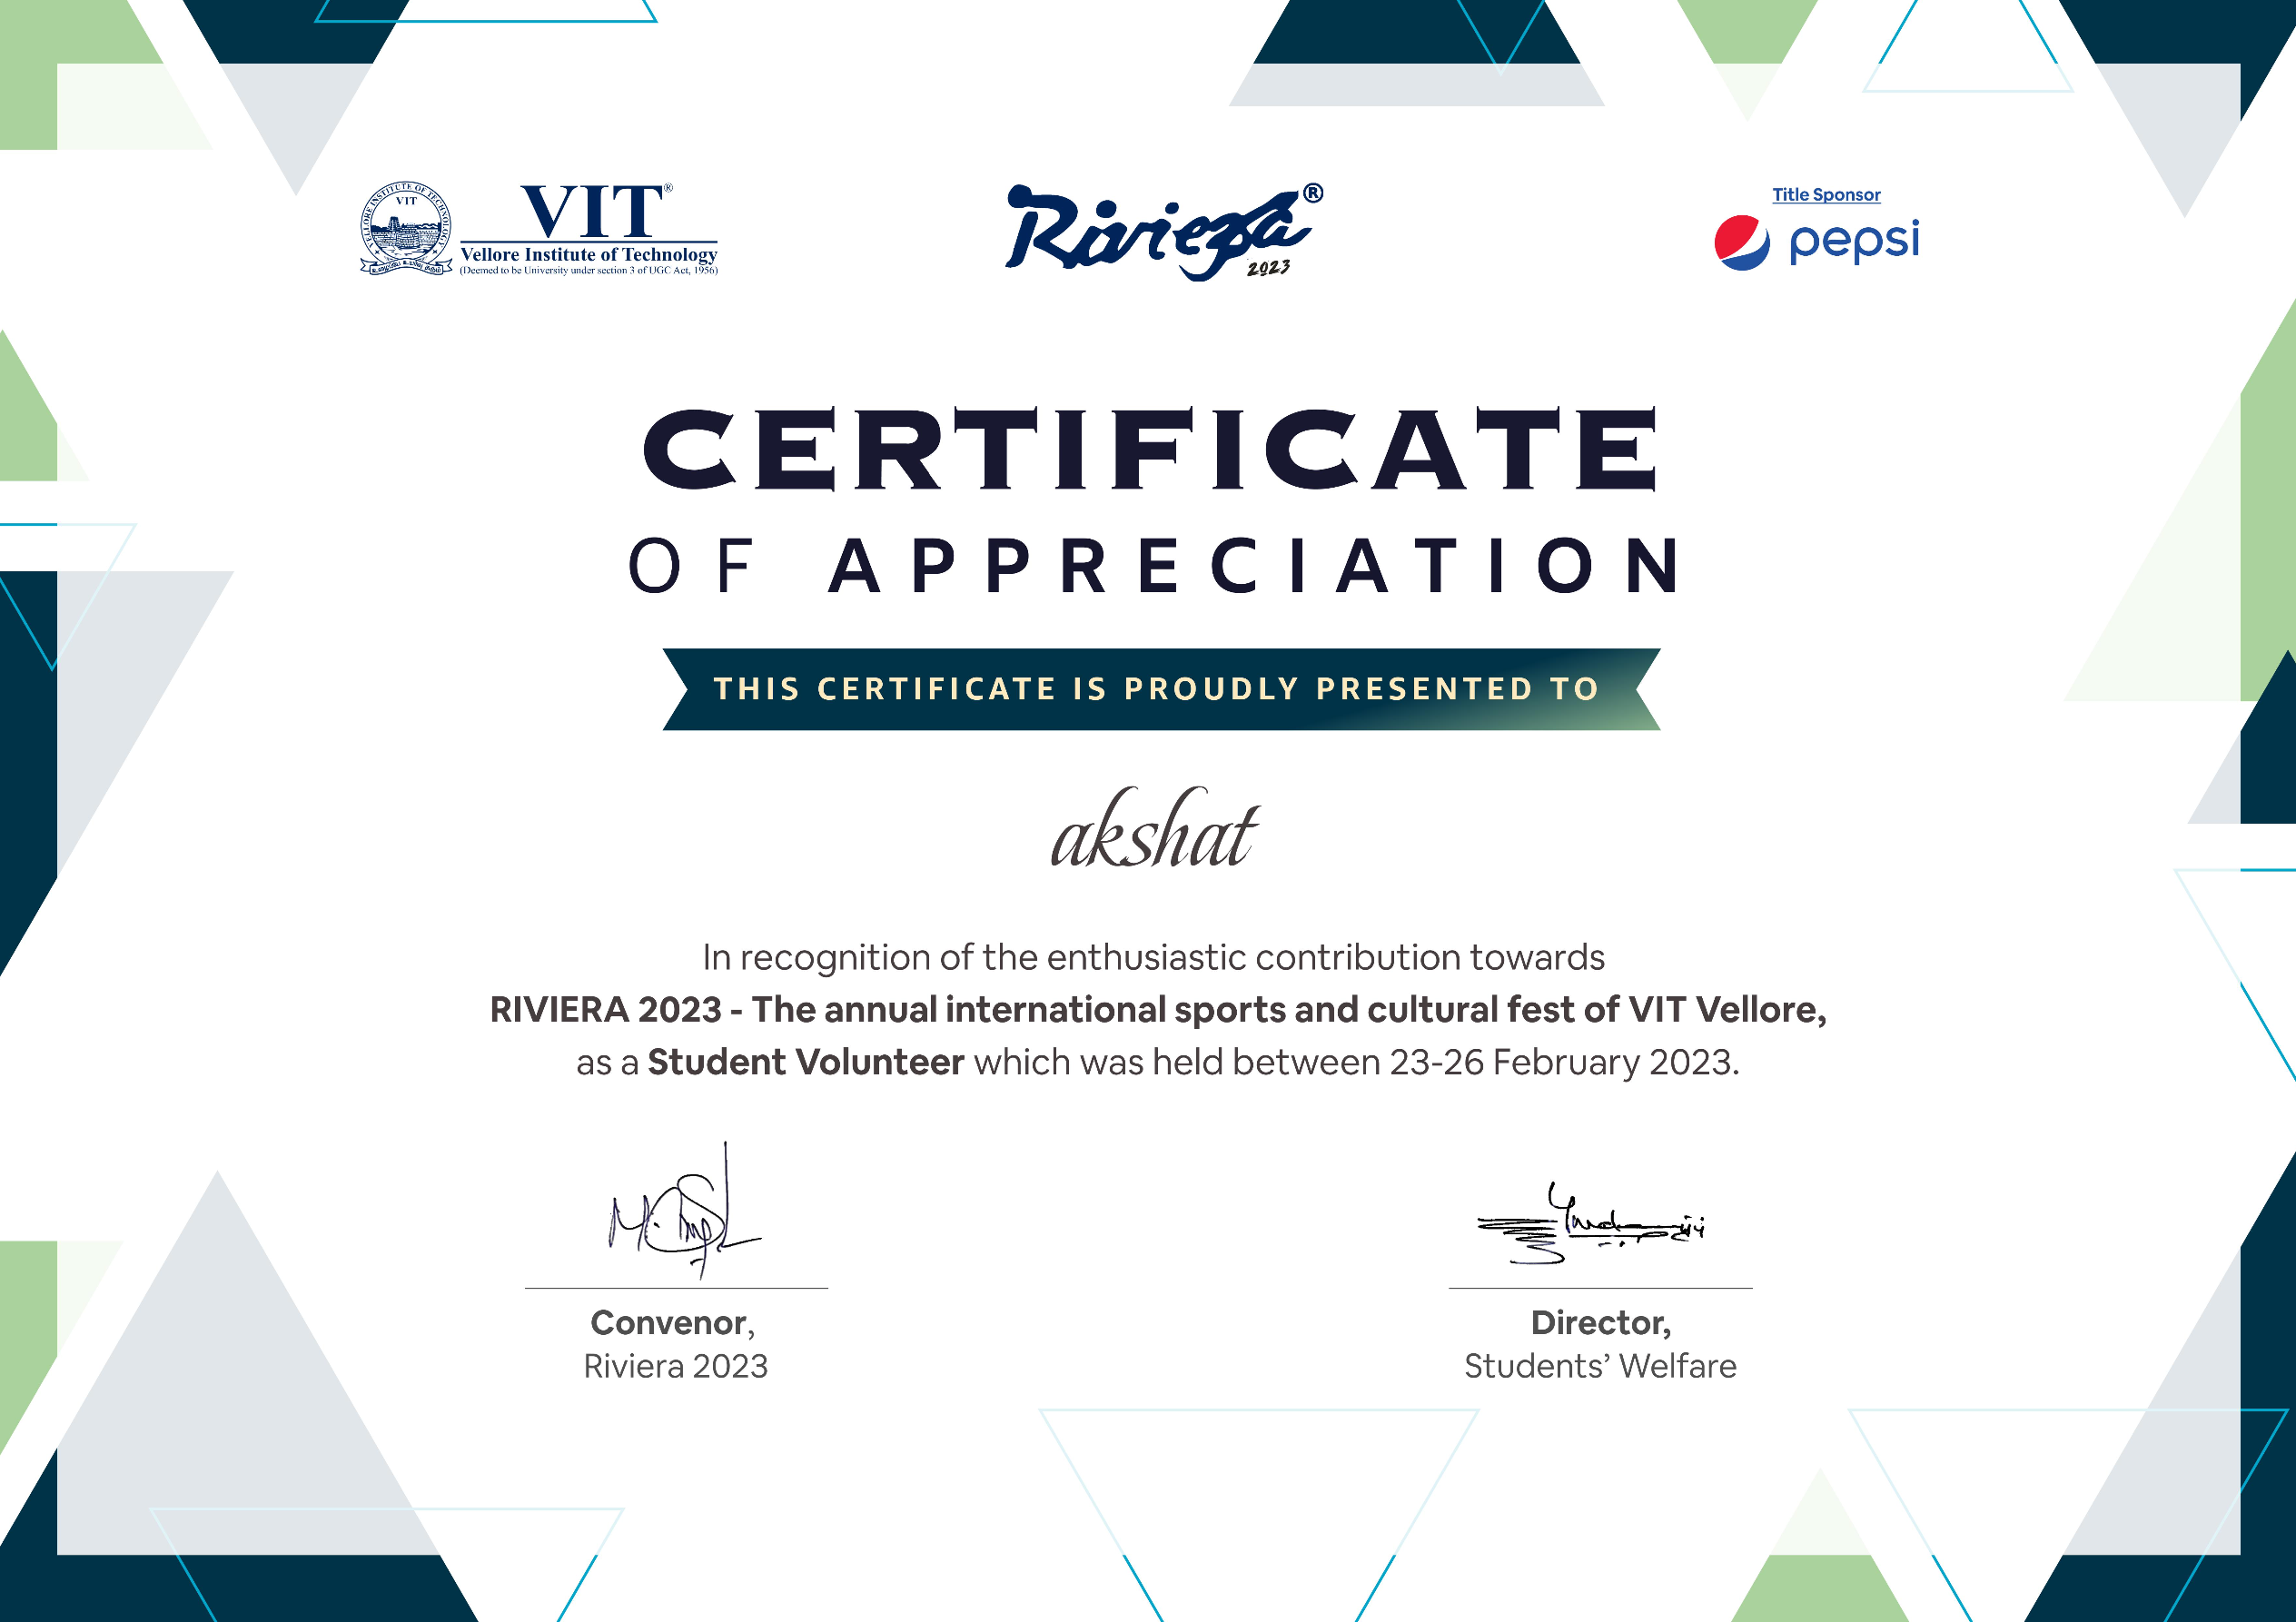 VELLORE INSTITUTE OF TECHNOLOGY
VIT
VIT®
Vellore Institute of Technology
(Deemed to be University under section 3 of UGC Act, 1956)
Riviera®
2023
Title Sponsor
pepsi
CERTIFICATE
OF APPRECIATION
THIS CERTIFICATE IS PROUDLY PRESENTED TO
akshat
In recognition of the enthusiastic contribution towards
RIVIERA 2023 - The annual international sports and cultural fest of VIT Vellore,
as a Student Volunteer which was held between 23-26 February 2023.
Convenor,
Riviera 2023
Director,
Students’ Welfare